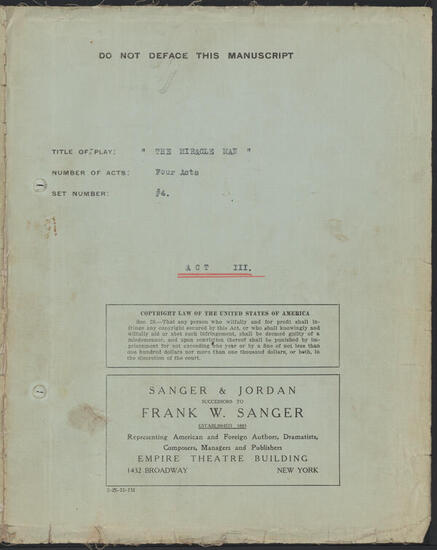 DO NOT DEFACE THIS MANUSCRIPT
TITLE OF PLAY: " THE MIRACLE MAN "
NUMBER OF ACTS: Four Acts
SET NUMBER: #4.
ACT III.
COPYRIGHT LAW OF THE UNITED STATES OF AMERICA
Sec. 28.—That any person who wilfully and for profit shall in-
fringe any copyright secured by this Act, or who shall knowingly and
wilfully aid or abet such infringement, shall be deemed guilty of a
misdemeanor, and upon conviction thereof shall be punished by im-
prisonment for not exceeding one year or by a fine of not less than
one hundred dollars nor more than one thousand dollars, or both, in
the discretion of the court.
SANGER & JORDAN
SUCCESSORS TO
FRANK W. SANGER
ESTABLISHED
Representing American and Foreign Authors, Dramatists,
Composers, Managers and Publishers
EMPIRE THEATRE BUILDING
1432 BROADWAY NEW YORK